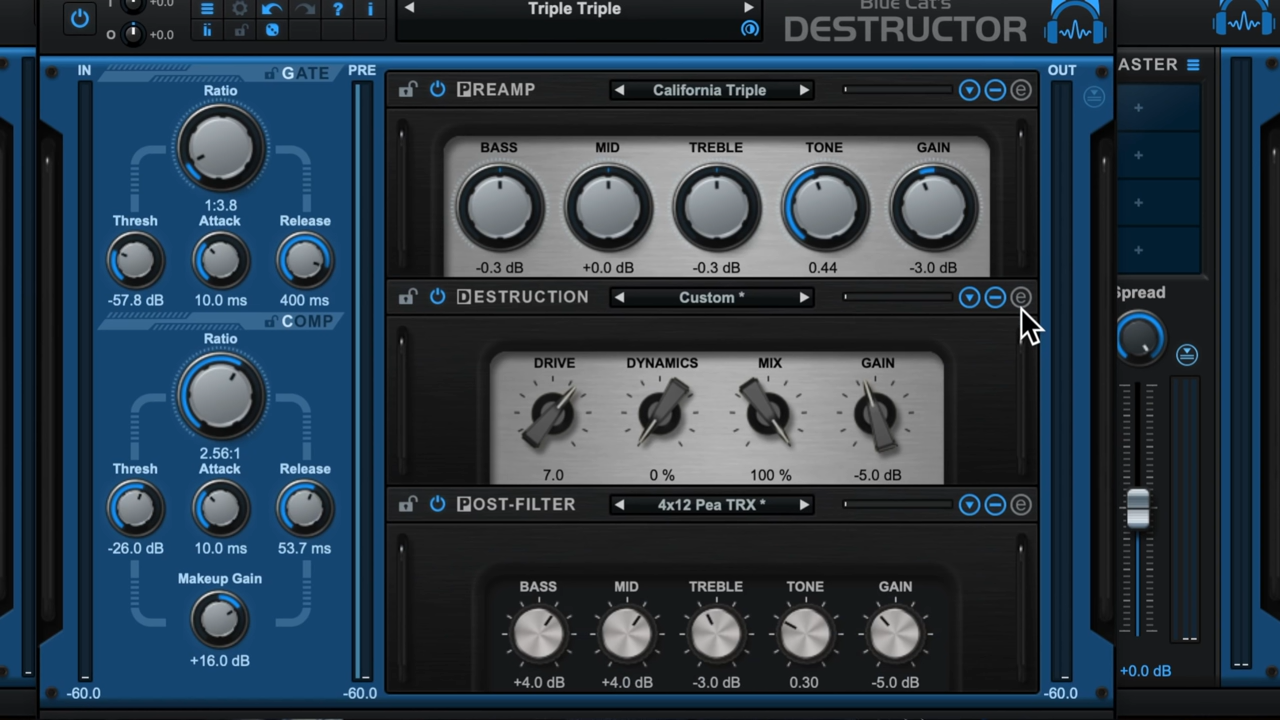 I +0.0
Triple Triple
Blue Cat's
O +0.0
DESTRUCTOR
IN GATE PRE
Ratio
1:3.8
Thresh Attack Release
-57.8 dB 10.0 ms 400 ms
COMP
Ratio
2.56:1
Thresh Attack Release
-26.0 dB 10.0 ms 53.7 ms
Makeup Gain
+16.0 dB
-60.0 -60.0
PREAMP California Triple e
BASS MID TREBLE TONE GAIN
-0.3 dB +0.0 dB -0.3 dB 0.44 -3.0 dB
DESTRUCTION Custom * e
DRIVE DYNAMICS MIX GAIN
7.0 0 % 100 % -5.0 dB
POST-FILTER 4x12 Pea TRX * e
BASS MID TREBLE TONE GAIN
+4.0 dB +4.0 dB -3.0 dB 0.30 -5.0 dB
OUT
-60.0
ASTER
Spread
+0.0 dB